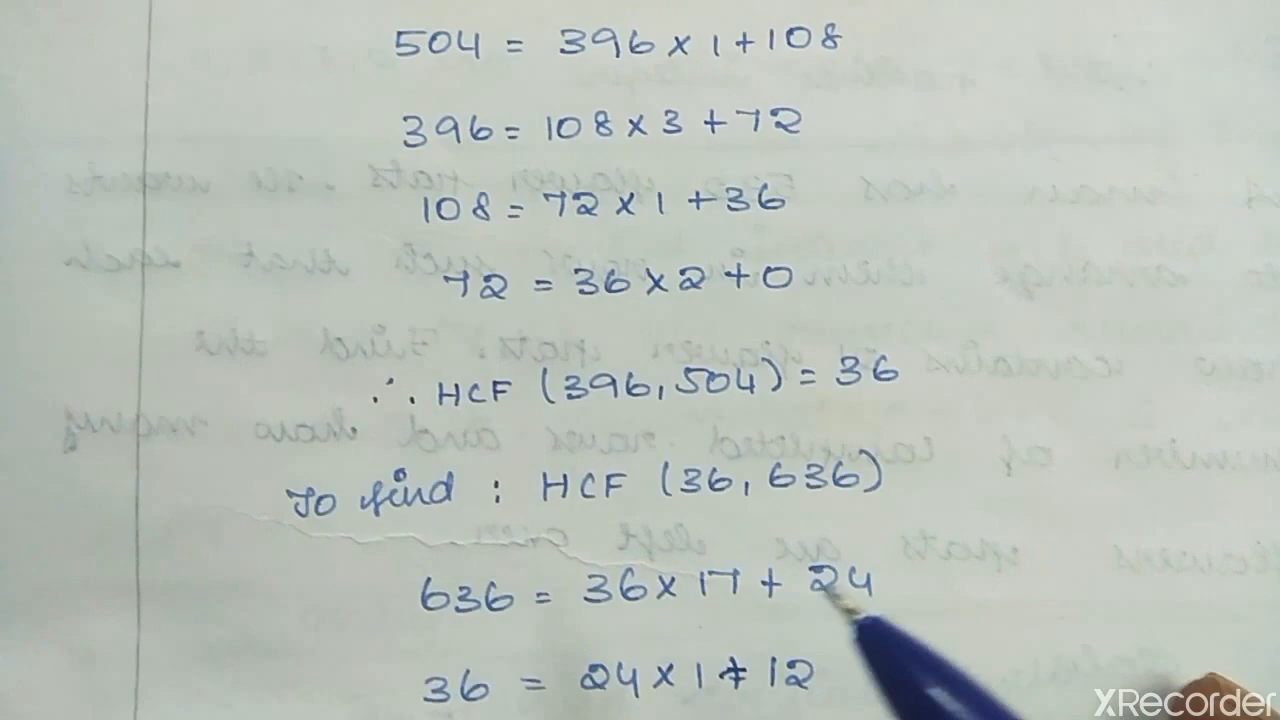 504 = 396 × 1 + 108
396 = 108 × 3 + 72
108 = 72 × 1 + 36
72 = 36 × 2 + 0
∴ HCF (396, 504) = 36
To find : HCF (36, 636)
636 = 36 × 17 + 24
36 = 24 × 1 + 12
XRecorder